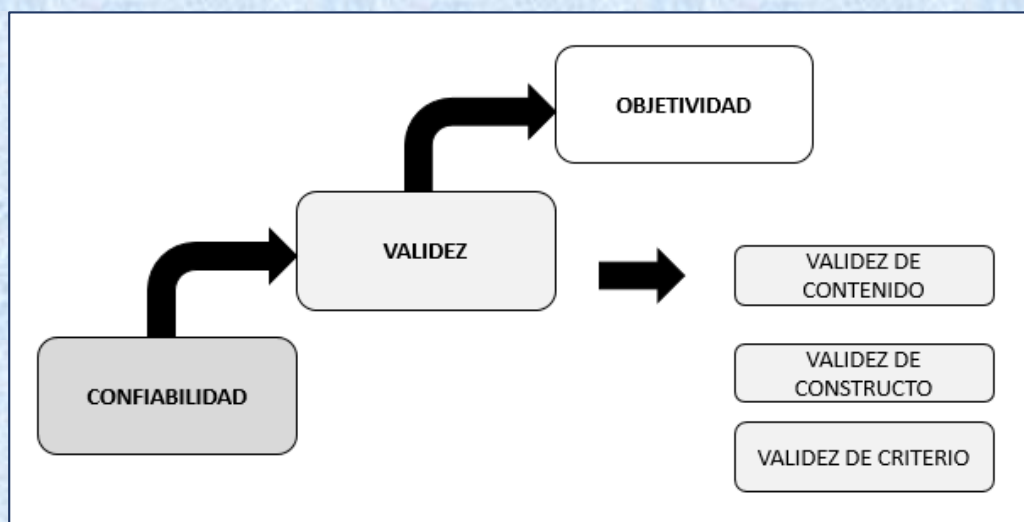 OBJETIVIDAD
VALIDEZ
CONFIABILIDAD
VALIDEZ DE
CONTENIDO
VALIDEZ DE
CONSTRUCTO
VALIDEZ DE CRITERIO